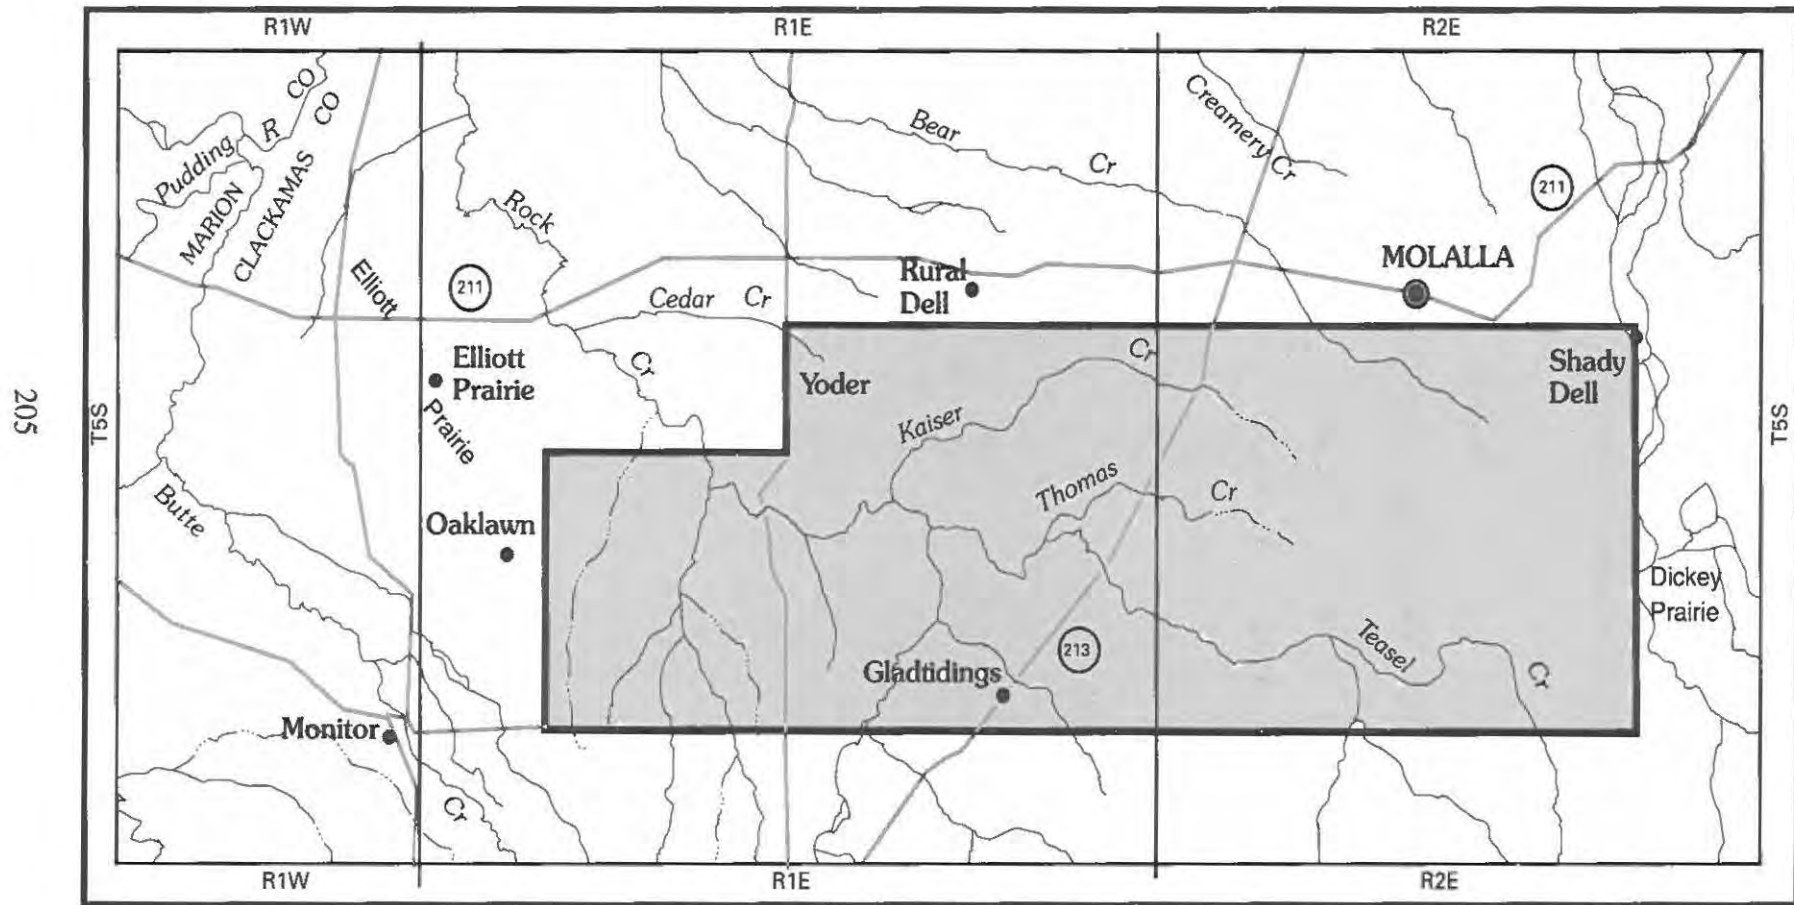 R1W
R1E
R2E
Pudding R
CO
CO
MARION
CLACKAMAS
Rock
Bear
Cr
Creamery Cr
211
Elliott
211
MOLALLA
Rural
Dell
Cedar Cr
Cr
Elliott
Prairie
Prairie
Yoder
Cr
Shady
Dell
T5S
T5S
205
Kaiser
Thomas
Cr
Butte
Oaklawn
Dickey
Prairie
Gladtidings
213
Teasel
Cr
Monitor
Cr
R1W
R1E
R2E